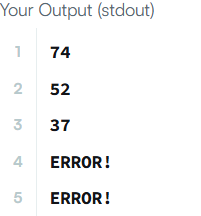 Your Output (stdout)
1 74
2 52
3 37
4 ERROR!
5 ERROR!